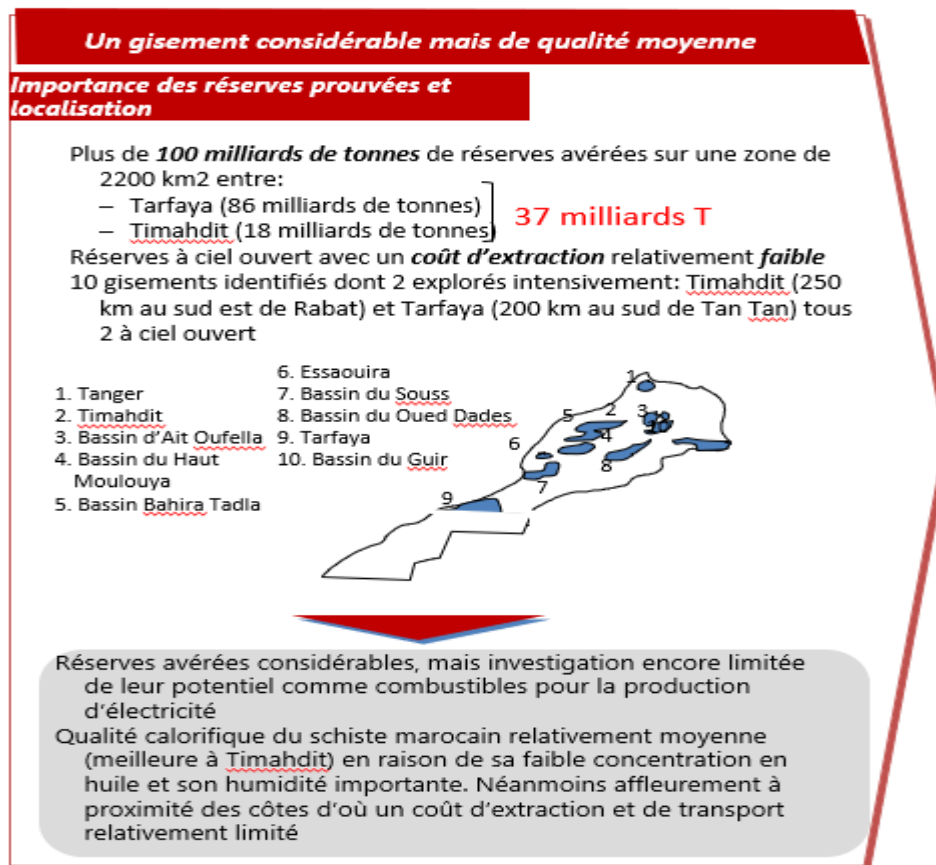 Un gisement considérable mais de qualité moyenne
Importance des réserves prouvées et
localisation
Plus de 100 milliards de tonnes de réserves avérées sur une zone de
2200 km2 entre:
– Tarfaya (86 milliards de tonnes)
– Timahdit (18 milliards de tonnes)
37 milliards T
Réserves à ciel ouvert avec un coût d'extraction relativement faible
10 gisements identifiés dont 2 explorés intensivement: Timahdit (250
km au sud est de Rabat) et Tarfaya (200 km au sud de Tan Tan) tous
2 à ciel ouvert
1. Tanger
2. Timahdit
3. Bassin d'Ait Oufella
4. Bassin du Haut
Moulouya
5. Bassin Bahira Tadla
6. Essaouira
7. Bassin du Souss
8. Bassin du Oued Dades
9. Tarfaya
10. Bassin du Guir
1
2
3
5
4
6
8
7
9
Réserves avérées considérables, mais investigation encore limitée
de leur potentiel comme combustibles pour la production
d'électricité
Qualité calorifique du schiste marocain relativement moyenne
(meilleure à Timahdit) en raison de sa faible concentration en
huile et son humidité importante. Néanmoins affleurement à
proximité des côtes d'où un coût d'extraction et de transport
relativement limité